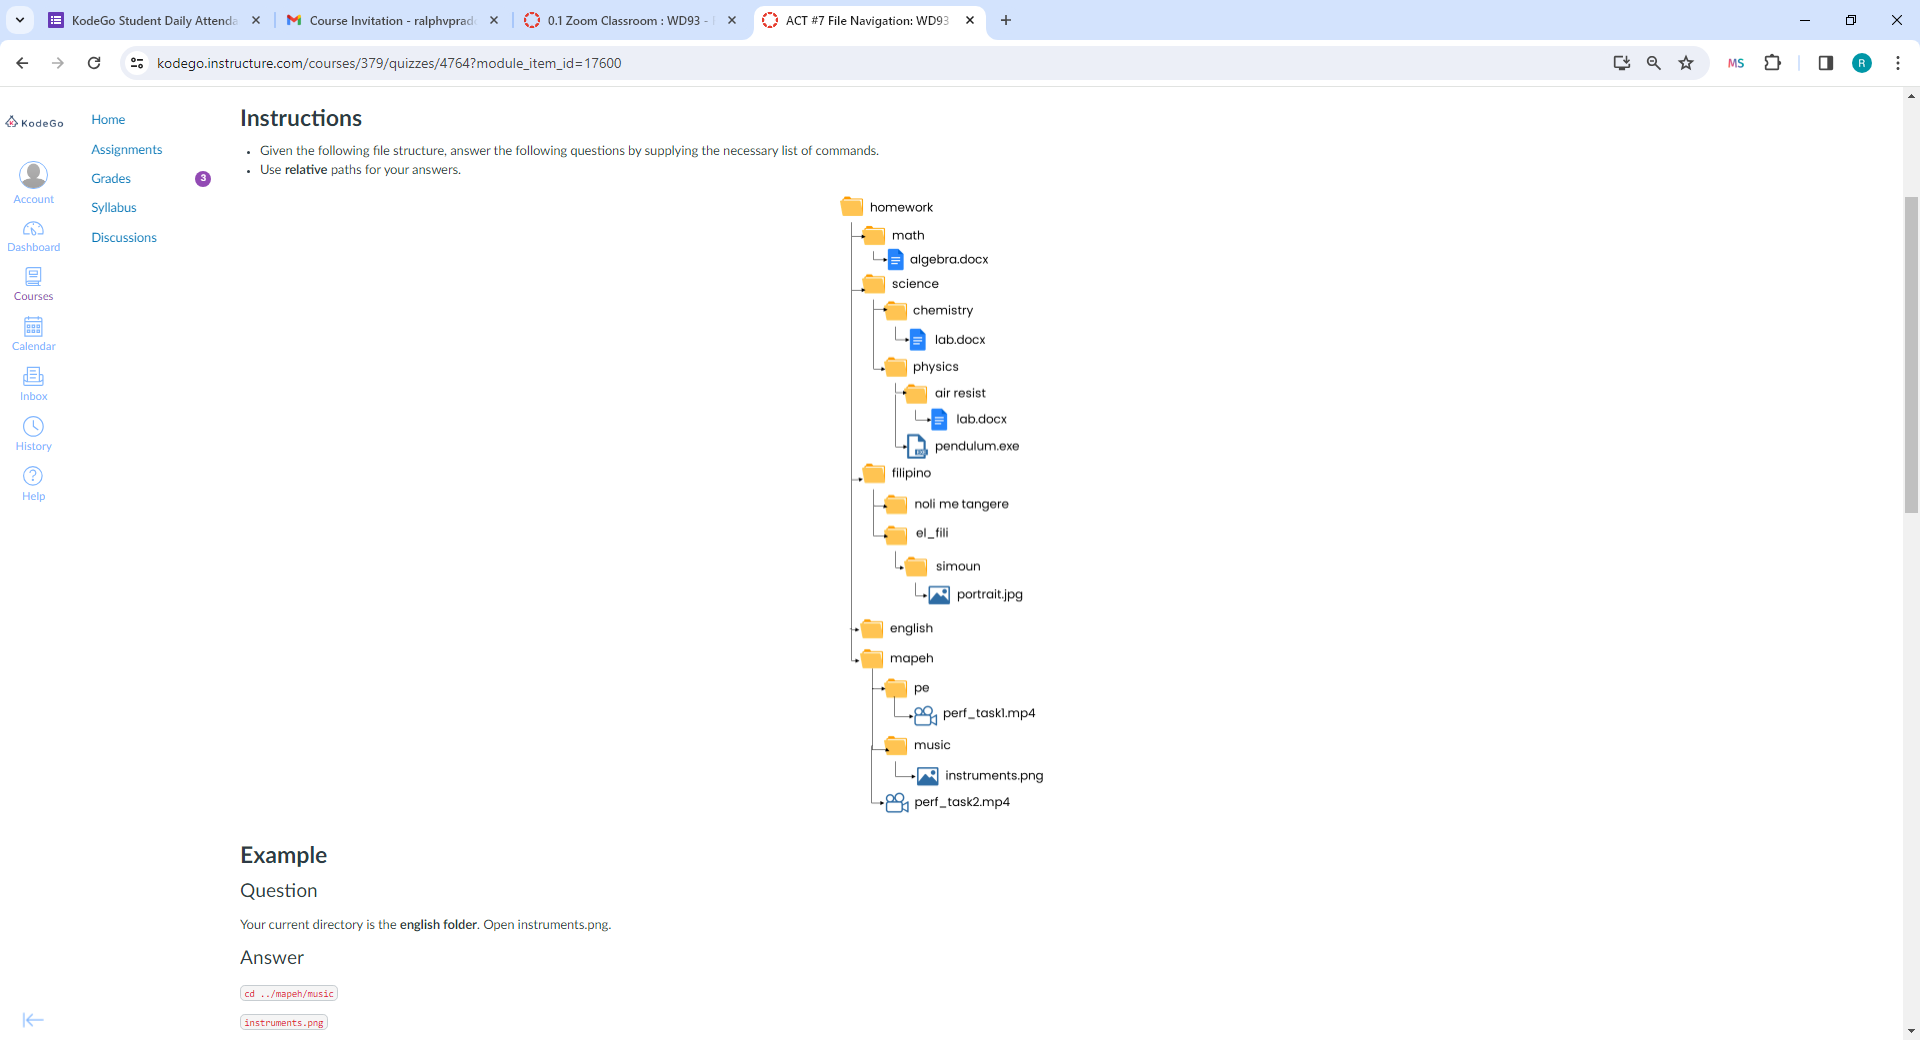 KodeGo Student Daily Attenda
Course Invitation - ralphvprad
0.1 Zoom Classroom : WD93 -
ACT #7 File Navigation: WD93
kodego.instructure.com/courses/379/quizzes/4764?module_item_id=17600
MS
R
KodeGo
Account
Dashboard
Courses
Calendar
Inbox
History
Help
Home
Assignments
Grades
3
Syllabus
Discussions
Instructions
• Given the following file structure, answer the following questions by supplying the necessary list of commands.
• Use relative paths for your answers.
homework
math
algebra.docx
science
chemistry
lab.docx
physics
air resist
lab.docx
pendulum.exe
filipino
noli me tangere
el_fili
simoun
portrait.jpg
english
mapeh
pe
perf_task1.mp4
music
instruments.png
perf_task2.mp4
Example
Question
Your current directory is the english folder. Open instruments.png.
Answer
cd ../mapeh/music
instruments.png